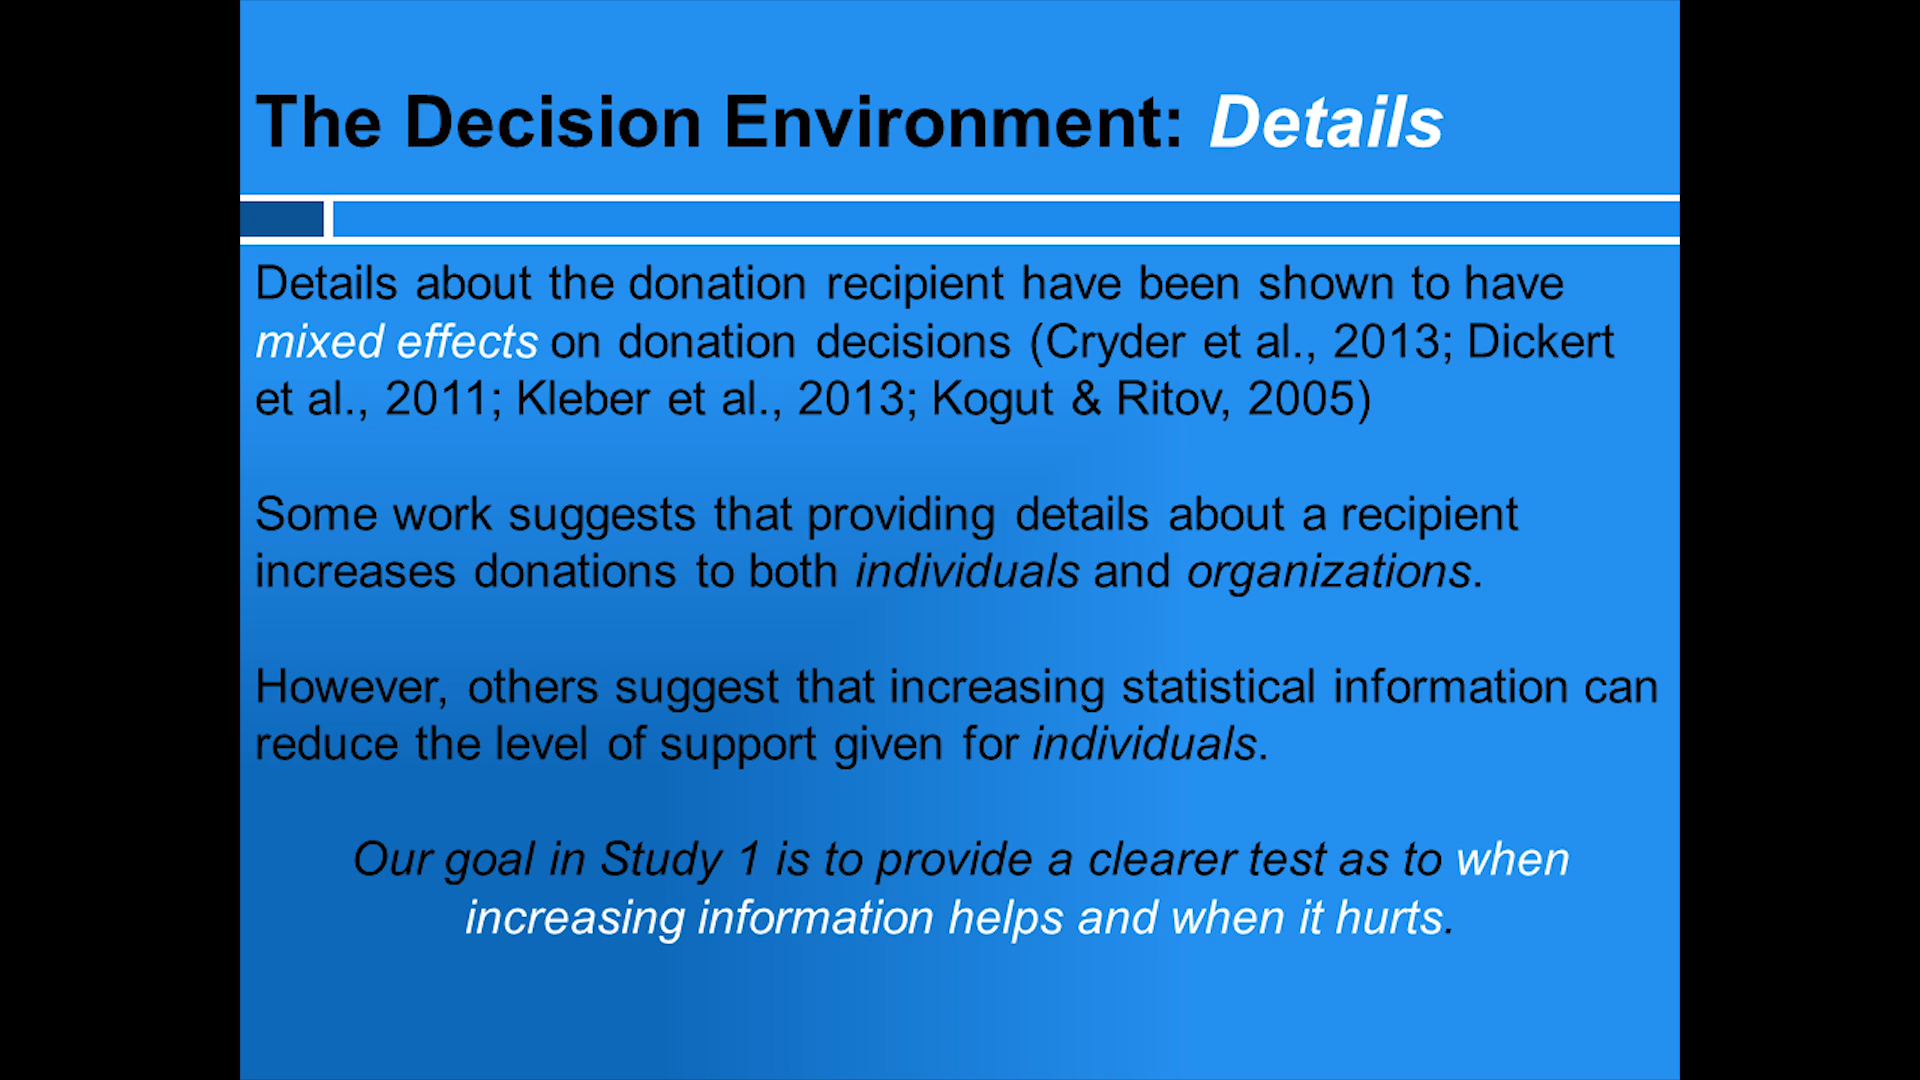 The Decision Environment: Details
Details about the donation recipient have been shown to have
mixed effects on donation decisions (Cryder et al., 2013; Dickert
et al., 2011; Kleber et al., 2013; Kogut & Ritov, 2005)
Some work suggests that providing details about a recipient
increases donations to both individuals and organizations.
However, others suggest that increasing statistical information can
reduce the level of support given for individuals.
Our goal in Study 1 is to provide a clearer test as to when
increasing information helps and when it hurts.